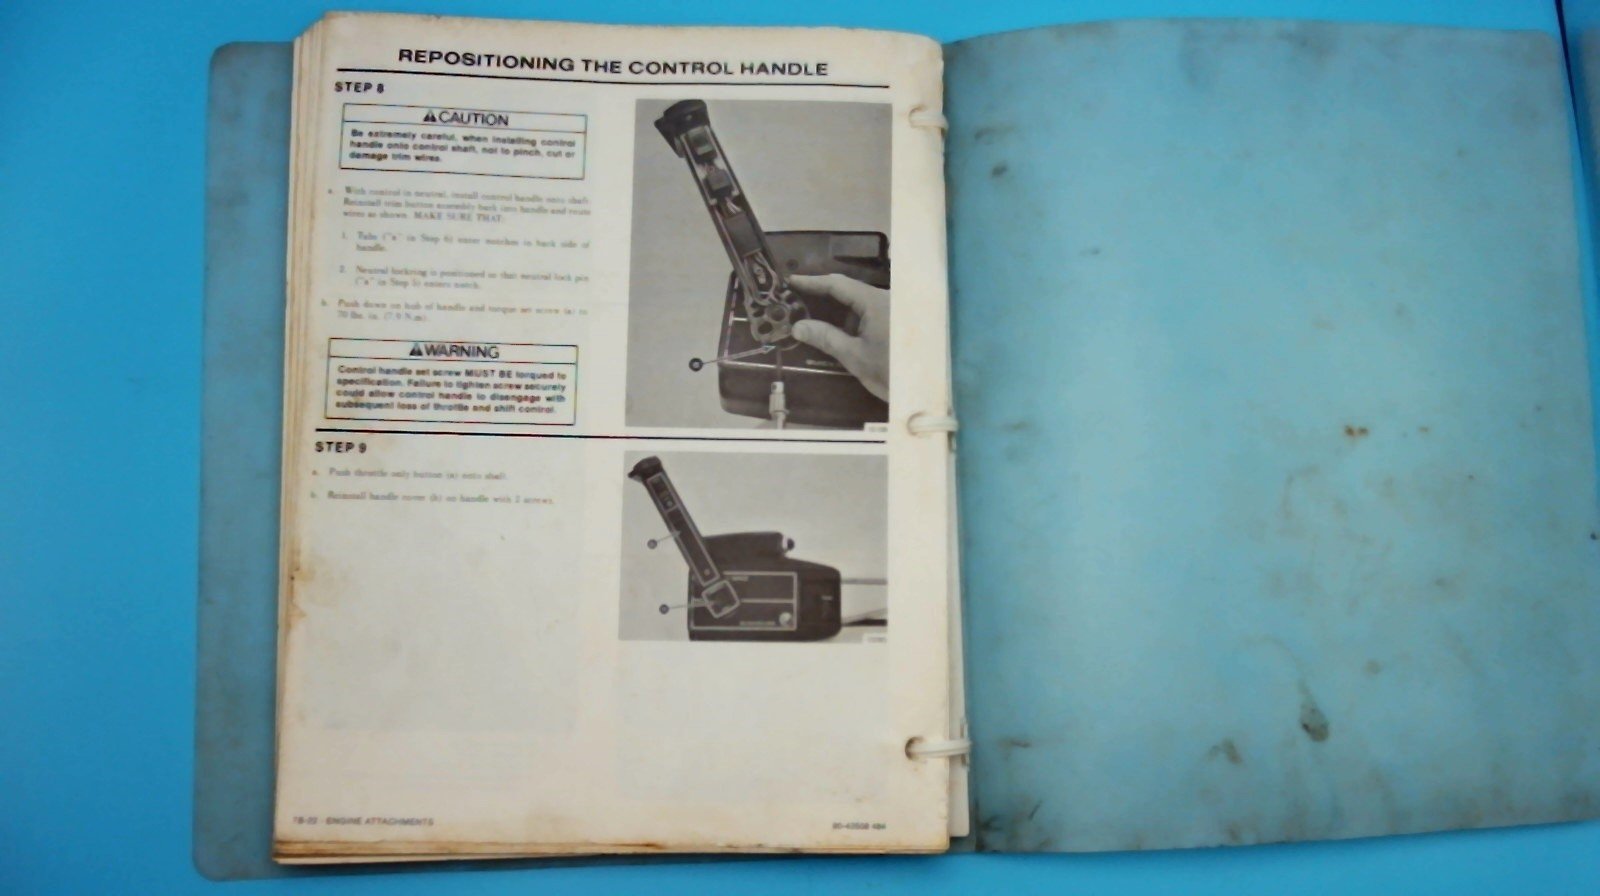 REPOSITIONING THE CONTROL HANDLE
STEP 8
CAUTION
Be extremely careful, when installing control
handle onto control shaft, not to pinch, cut or
damage trim wires.
a. With control in neutral, install control handle onto shaft.
Reinstall trim button assembly back into handle and route
wires as shown. MAKE SURE THAT:
1. Tabs ("a" in Step 6) enter notches in back side of
handle.
2. Neutral lockring is positioned so that neutral lock pin
("a" in Step 5) enters notch.
b. Push down on hub of handle and torque set screw (a) to
70 lbs. in. (7.9 N.m).
WARNING
Control handle set screw MUST BE torqued to
specification. Failure to tighten screw securely
could allow control handle to disengage with
subsequent loss of throttle and shift control.
STEP 9
a. Push throttle only button (a) onto shaft.
b. Reinstall handle cover (b) on handle with 2 screws.
ENGINE ATTACHMENTS